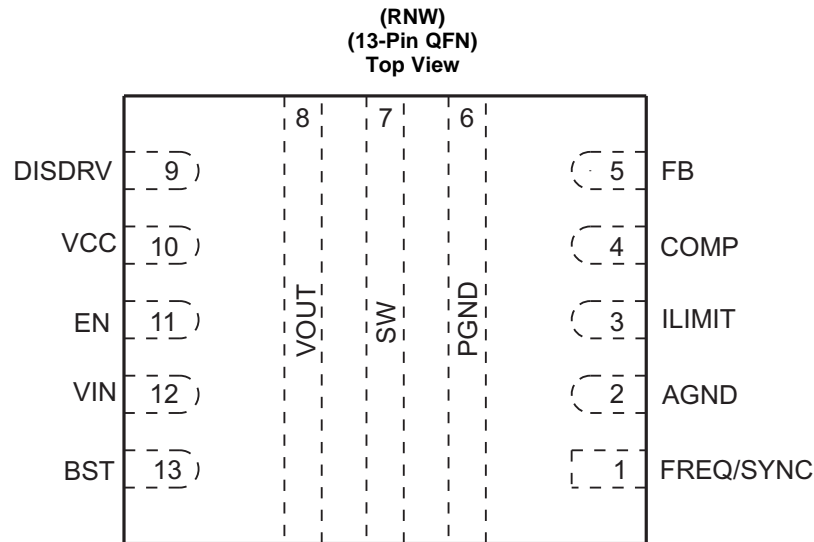 (RNW)
(13-Pin QFN)
Top View
8 7 6
DISDRV 9 5 FB
VCC 10 4 COMP
EN 11 3 ILIMIT
VOUT SW PGND
VIN 12 2 AGND
BST 13 1 FREQ/SYNC